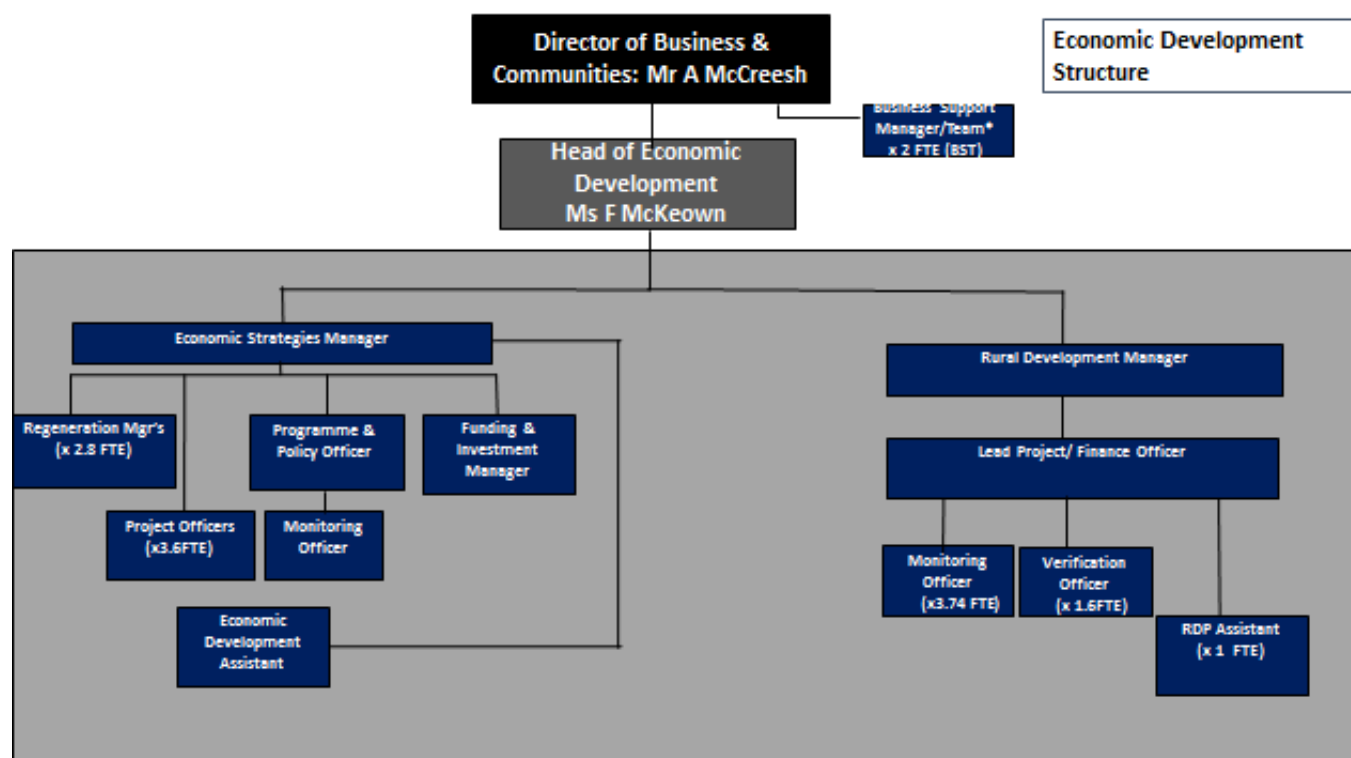 Director of Business &
Communities: Mr A McCreesh
Economic Development
Structure
Business Support
Manager/Team*
x 2 FTE (BST)
Head of Economic
Development
Ms F McKeown
Economic Strategies Manager
Rural Development Manager
Regeneration Mgr's
(x 2.8 FTE)
Programme &
Policy Officer
Funding &
Investment
Manager
Lead Project/ Finance Officer
Project Officers
(x3.6FTE)
Monitoring
Officer
Monitoring
Officer
(x3.74 FTE)
Verification
Officer
(x 1.6FTE)
Economic
Development
Assistant
RDP Assistant
(x 1 FTE)